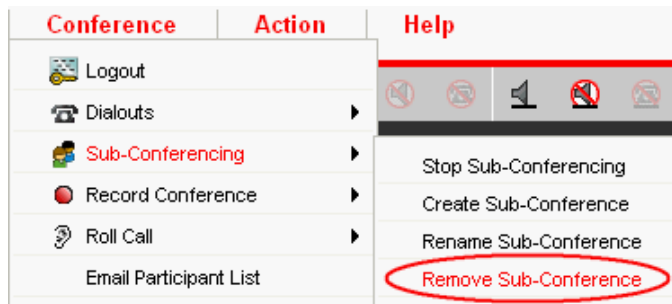 Conference Action Help
Logout
Dialouts
Sub-Conferencing
Record Conference
Roll Call
Email Participant List
Stop Sub-Conferencing
Create Sub-Conference
Rename Sub-Conference
Remove Sub-Conference